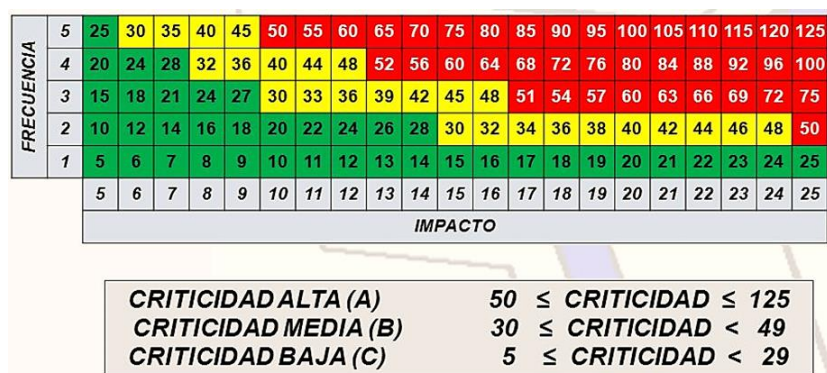 FRECUENCIA
5 25 30 35 40 45 50 55 60 65 70 75 80 85 90 95 100 105 110 115 120 125
4 20 24 28 32 36 40 44 48 52 56 60 64 68 72 76 80 84 88 92 96 100
3 15 18 21 24 27 30 33 36 39 42 45 48 51 54 57 60 63 66 69 72 75
2 10 12 14 16 18 20 22 24 26 28 30 32 34 36 38 40 42 44 46 48 50
1 5 6 7 8 9 10 11 12 13 14 15 16 17 18 19 20 21 22 23 24 25
5 6 7 8 9 10 11 12 13 14 15 16 17 18 19 20 21 22 23 24 25
IMPACTO
CRITICIDAD ALTA (A) 50 ≤ CRITICIDAD ≤ 125
CRITICIDAD MEDIA (B) 30 ≤ CRITICIDAD < 49
CRITICIDAD BAJA (C) 5 ≤ CRITICIDAD < 29